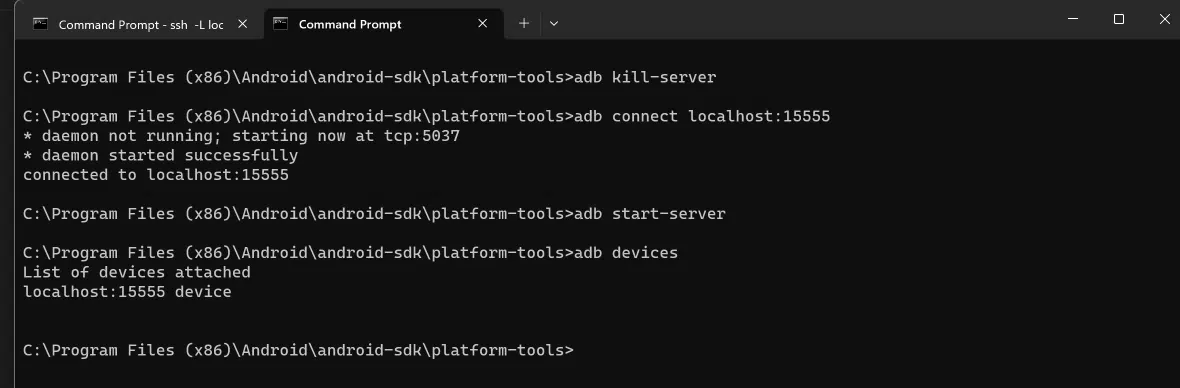 Command Prompt - ssh -L loc
Command Prompt
C:\Program Files (x86)\Android\android-sdk\platform-tools>adb kill-server
C:\Program Files (x86)\Android\android-sdk\platform-tools>adb connect localhost:15555
* daemon not running; starting now at tcp:5037
* daemon started successfully
connected to localhost:15555
C:\Program Files (x86)\Android\android-sdk\platform-tools>adb start-server
C:\Program Files (x86)\Android\android-sdk\platform-tools>adb devices
List of devices attached
localhost:15555 device
C:\Program Files (x86)\Android\android-sdk\platform-tools>